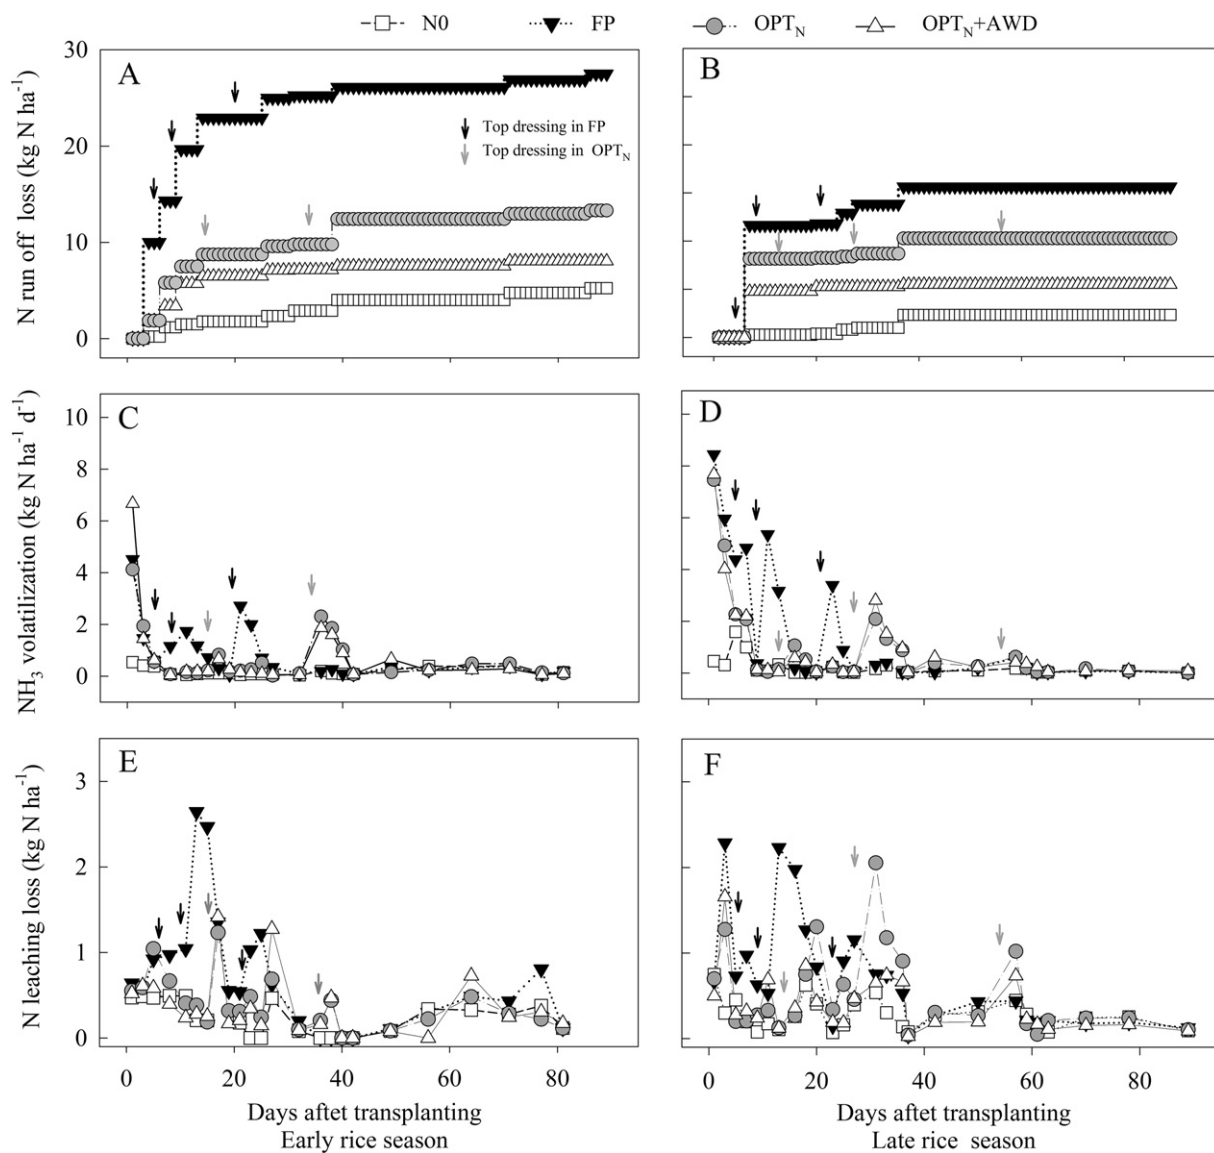 N0 FP OPTN OPTN+AWD
A
B
30
20
10
0
N run off loss (kg N ha-1)
Top dressing in FP
Top dressing in OPTN
C
D
10
8
6
4
2
0
NH3 volatilization (kg N ha-1 d-1)
E
F
3
2
1
0
N leaching loss (kg N ha-1)
0 20 40 60 80
0 20 40 60 80
Days aftet transplanting
Early rice season
Days aftet transplanting
Late rice season